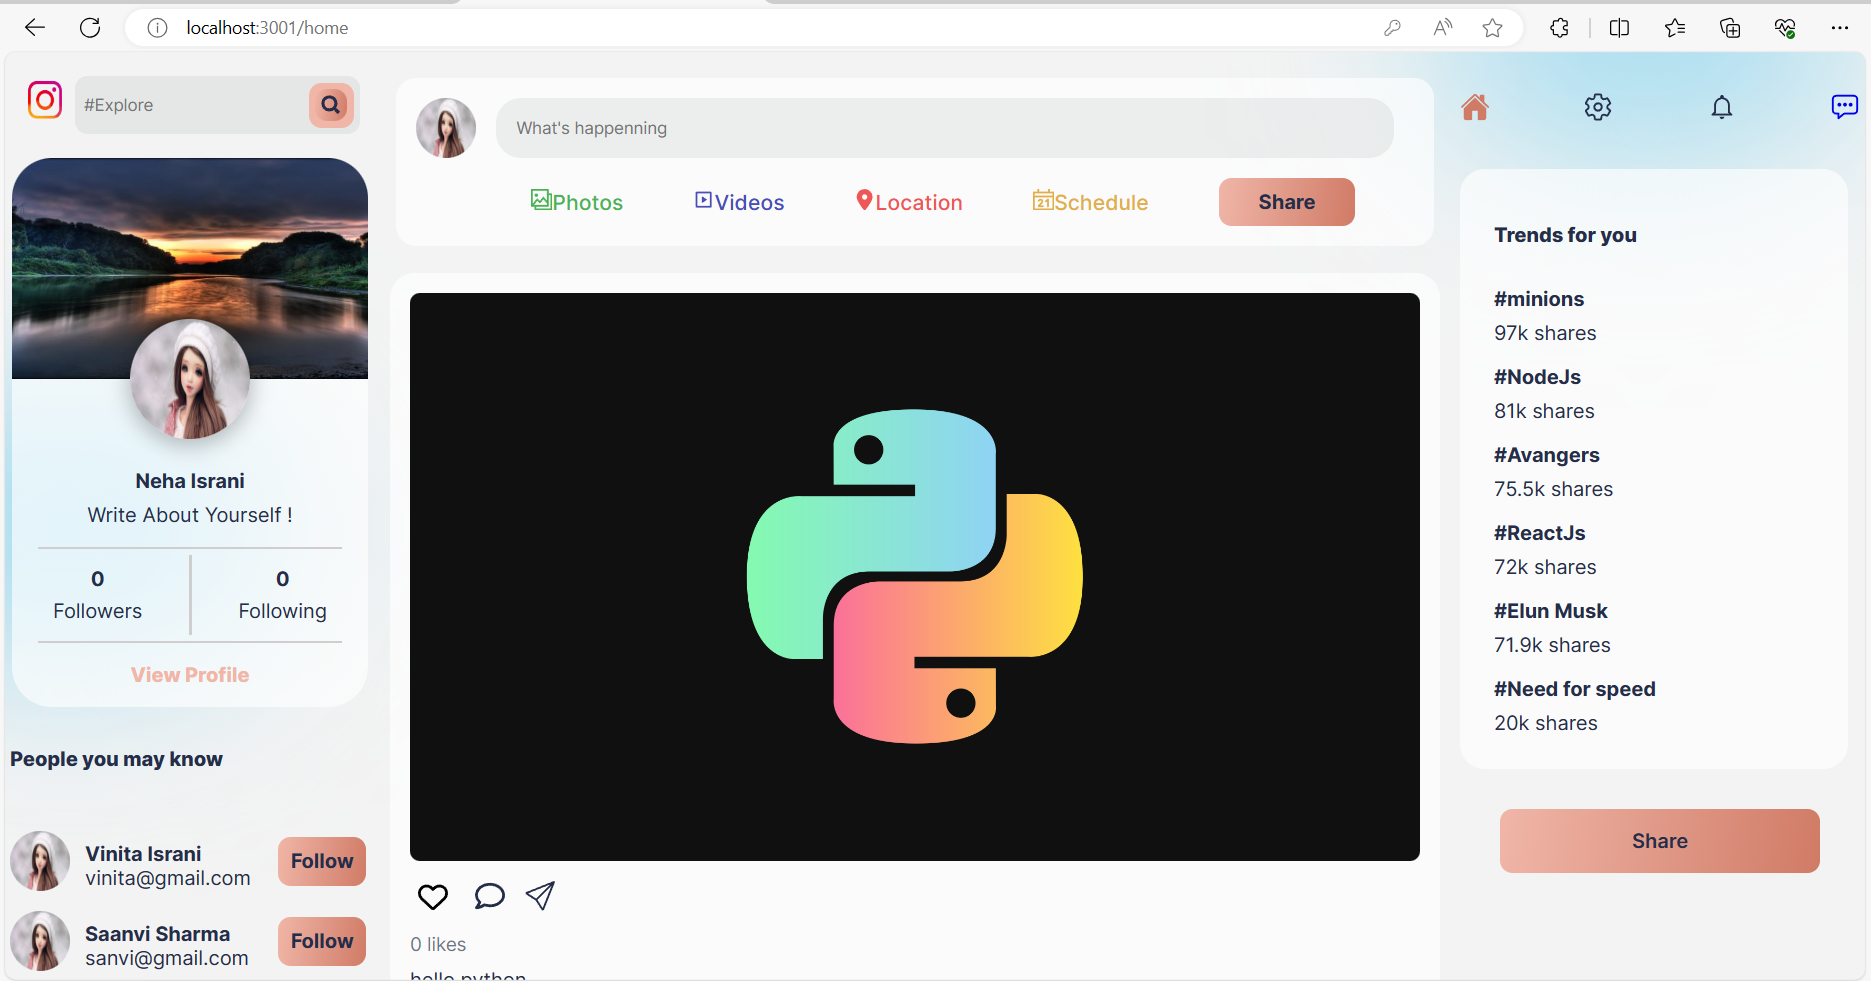 localhost:3001/home
#Explore
Neha Israni
Write About Yourself !
0
Followers
0
Following
View Profile
People you may know
Vinita Israni
vinita@gmail.com
Follow
Saanvi Sharma
sanvi@gmail.com
Follow
What's happenning
Photos
Videos
Location
21
Schedule
Share
0 likes
hello python
Trends for you
#minions
97k shares
#NodeJs
81k shares
#Avangers
75.5k shares
#ReactJs
72k shares
#Elun Musk
71.9k shares
#Need for speed
20k shares
Share